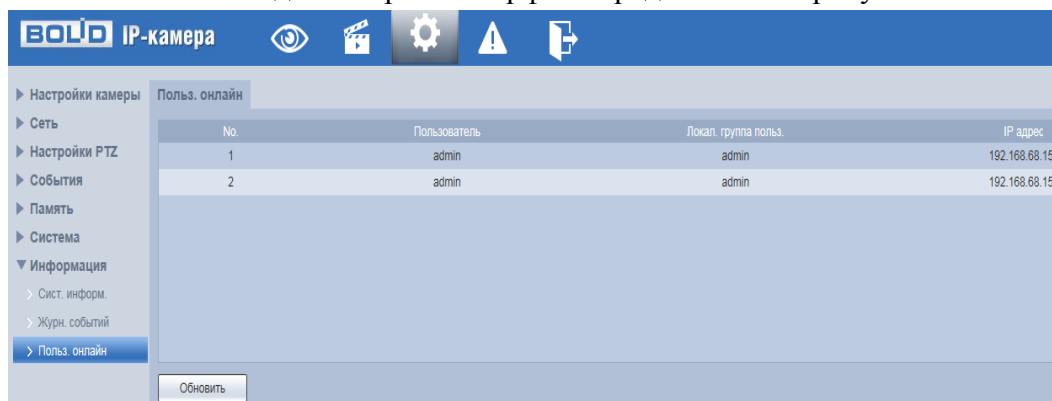 BOLID IP-камера
Настройки камеры
Польз. онлайн
Сеть
No. Пользователь Локал. группа польз. IP адрес
Настройки PTZ
1 admin admin 192.168.68.15
События
2 admin admin 192.168.68.15
Память
Система
Информация
Сист. информ.
Журн. событий
Польз. онлайн
Обновить